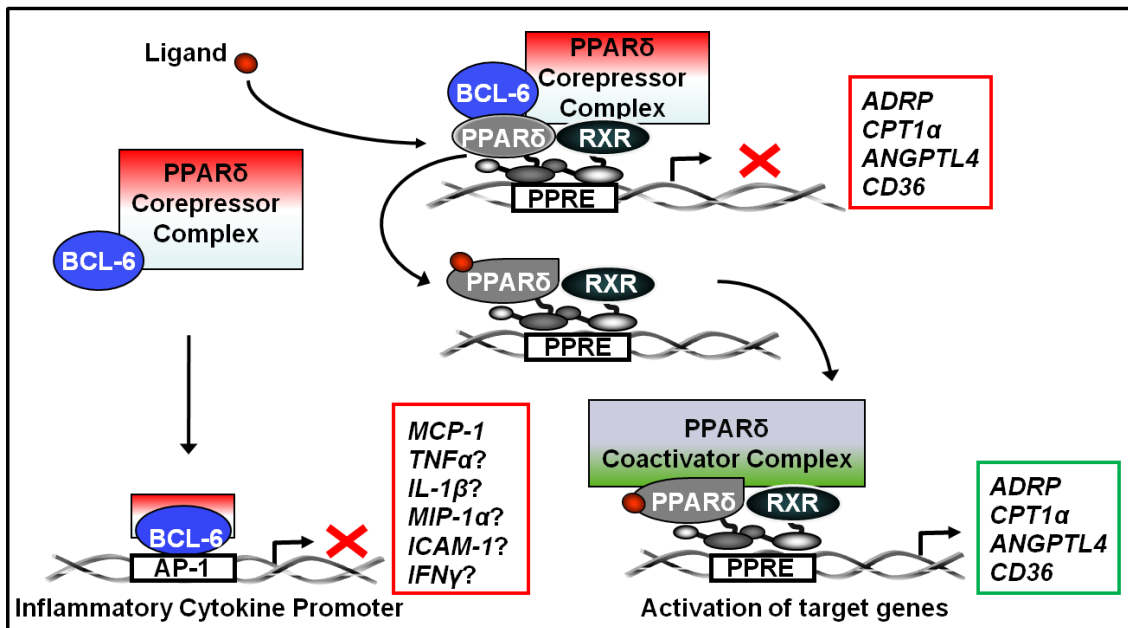 Ligand
PPARδ
Corepressor
Complex
BCL-6
PPARδ
RXR
PPRE
ADRP
CPT1α
ANGPTL4
CD36
PPARδ
Corepressor
Complex
BCL-6
PPARδ
RXR
PPRE
MCP-1
TNFα?
IL-1β?
MIP-1α?
ICAM-1?
IFNγ?
BCL-6
AP-1
Inflammatory Cytokine Promoter
PPARδ
Coactivator Complex
PPARδ
RXR
PPRE
ADRP
CPT1α
ANGPTL4
CD36
Activation of target genes